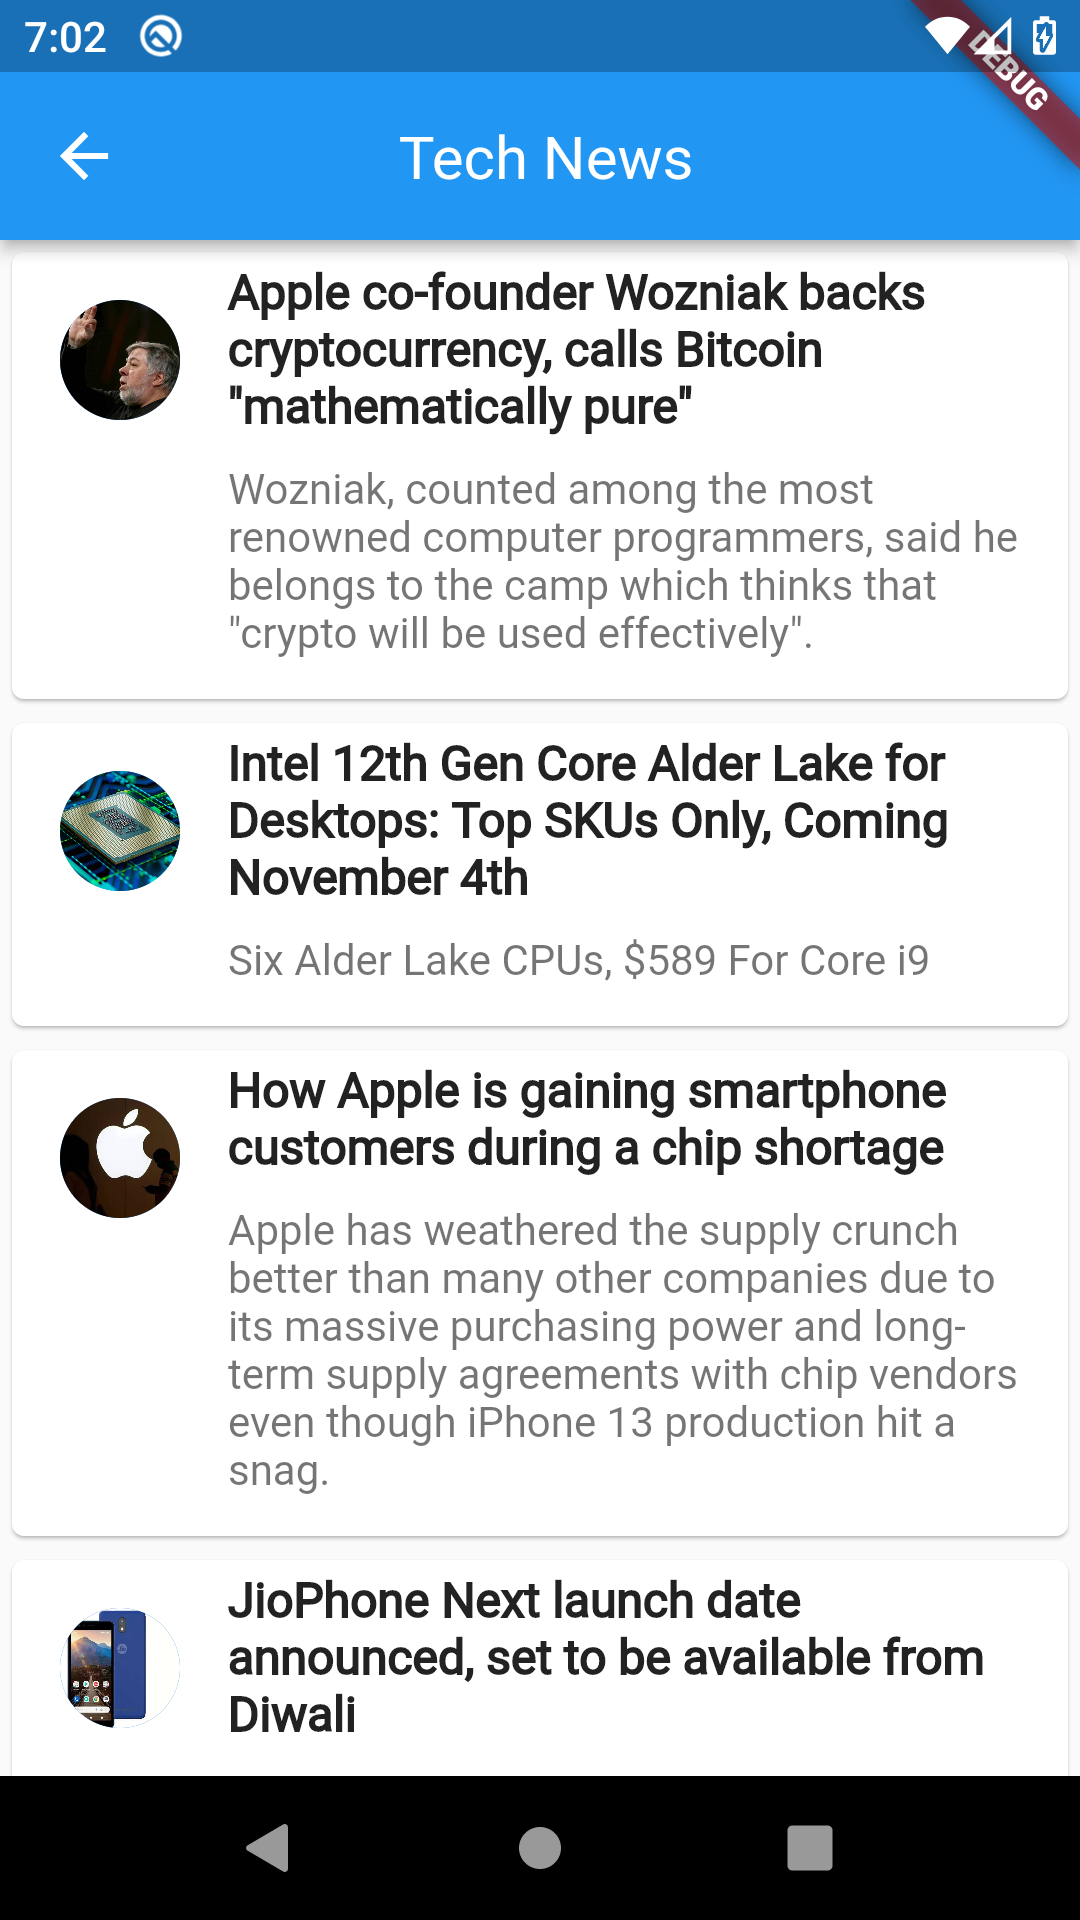 7:02
DEBUG
Tech News
Apple co-founder Wozniak backs
cryptocurrency, calls Bitcoin
"mathematically pure"
Wozniak, counted among the most
renowned computer programmers, said he
belongs to the camp which thinks that
"crypto will be used effectively".
Intel 12th Gen Core Alder Lake for
Desktops: Top SKUs Only, Coming
November 4th
Six Alder Lake CPUs, $589 For Core i9
How Apple is gaining smartphone
customers during a chip shortage
Apple has weathered the supply crunch
better than many other companies due to
its massive purchasing power and long-
term supply agreements with chip vendors
even though iPhone 13 production hit a
snag.
JioPhone Next launch date
announced, set to be available from
Diwali